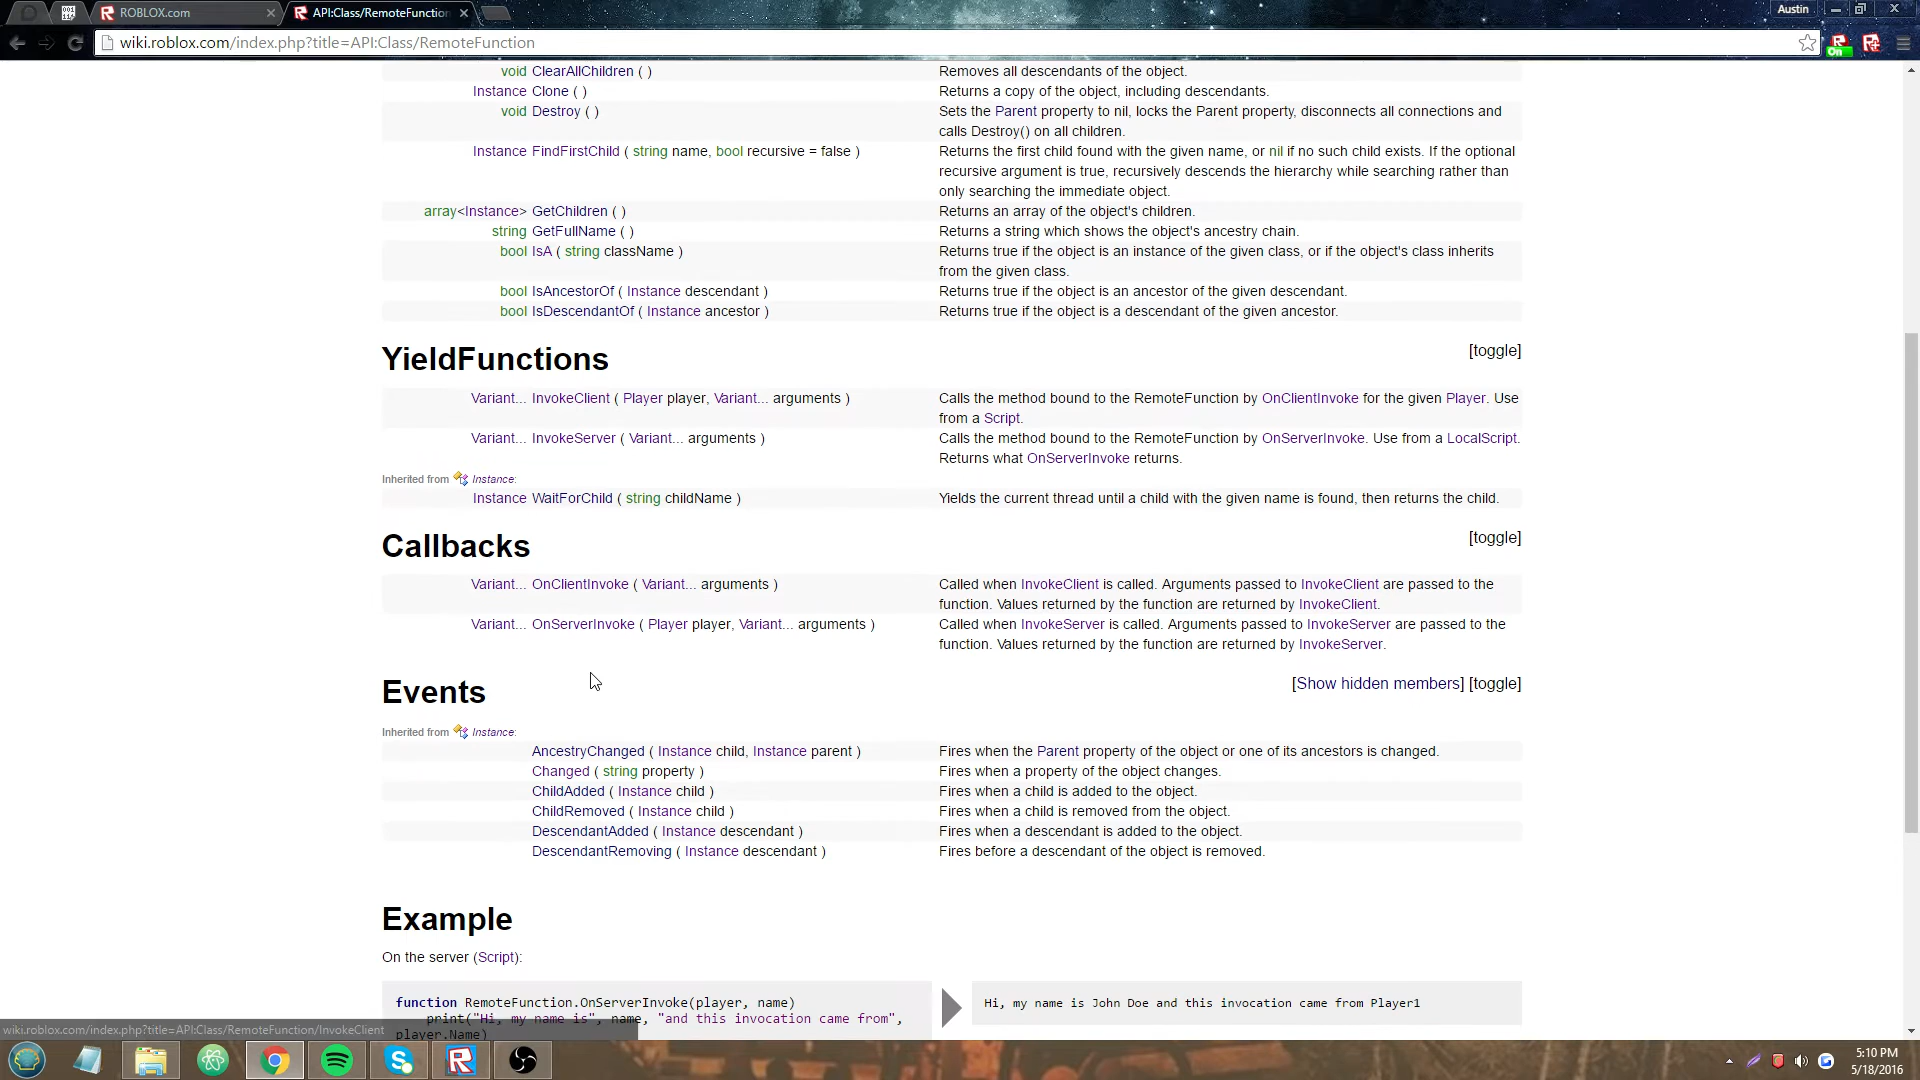 ROBLOX.com
API:Class/RemoteFunction
Austin
wiki.roblox.com/index.php?title=API:Class/RemoteFunction
On
void ClearAllChildren ( )
Removes all descendants of the object.
Instance Clone ( )
Returns a copy of the object, including descendants.
void Destroy ( )
Sets the Parent property to nil, locks the Parent property, disconnects all connections and
calls Destroy() on all children.
Instance FindFirstChild ( string name, bool recursive = false )
Returns the first child found with the given name, or nil if no such child exists. If the optional
recursive argument is true, recursively descends the hierarchy while searching rather than
only searching the immediate object.
array<Instance> GetChildren ( )
Returns an array of the object's children.
string GetFullName ( )
Returns a string which shows the object's ancestry chain.
bool IsA ( string className )
Returns true if the object is an instance of the given class, or if the object's class inherits
from the given class.
bool IsAncestorOf ( Instance descendant )
Returns true if the object is an ancestor of the given descendant.
bool IsDescendantOf ( Instance ancestor )
Returns true if the object is a descendant of the given ancestor.
YieldFunctions
[toggle]
Variant... InvokeClient ( Player player, Variant... arguments )
Calls the method bound to the RemoteFunction by OnClientInvoke for the given Player. Use
from a Script.
Variant... InvokeServer ( Variant... arguments )
Calls the method bound to the RemoteFunction by OnServerInvoke. Use from a LocalScript.
Returns what OnServerInvoke returns.
Inherited from Instance:
Instance WaitForChild ( string childName )
Yields the current thread until a child with the given name is found, then returns the child.
Callbacks
[toggle]
Variant... OnClientInvoke ( Variant... arguments )
Called when InvokeClient is called. Arguments passed to InvokeClient are passed to the
function. Values returned by the function are returned by InvokeClient.
Variant... OnServerInvoke ( Player player, Variant... arguments )
Called when InvokeServer is called. Arguments passed to InvokeServer are passed to the
function. Values returned by the function are returned by InvokeServer.
Events
[Show hidden members] [toggle]
Inherited from Instance:
AncestryChanged ( Instance child, Instance parent )
Fires when the Parent property of the object or one of its ancestors is changed.
Changed ( string property )
Fires when a property of the object changes.
ChildAdded ( Instance child )
Fires when a child is added to the object.
ChildRemoved ( Instance child )
Fires when a child is removed from the object.
DescendantAdded ( Instance descendant )
Fires when a descendant is added to the object.
DescendantRemoving ( Instance descendant )
Fires before a descendant of the object is removed.
Example
On the server (Script):
function RemoteFunction.OnServerInvoke(player, name)
print("Hi, my name is", name, "and this invocation came from",
player.Name)
Hi, my name is John Doe and this invocation came from Player1
wiki.roblox.com/index.php?title=API:Class/RemoteFunction/InvokeClient
5:10 PM
5/18/2016